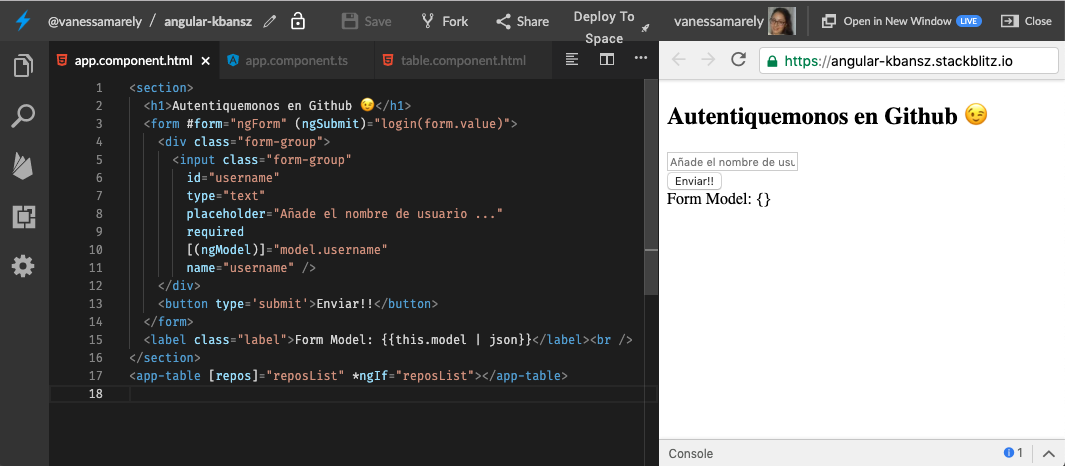 @vanessamarely / angular-kbansz Save Fork Share Deploy To Space vanessamarely Open in New Window LIVE Close
app.component.html app.component.ts table.component.html
https://angular-kbansz.stackblitz.io
1 <section>
2 <h1>Autentiquemonos en Github 😉</h1>
3 <form #form="ngForm" (ngSubmit)="login(form.value)">
4 <div class="form-group">
5 <input class="form-group"
6 id="username"
7 type="text"
8 placeholder="Añade el nombre de usuario ..."
9 required
10 [(ngModel)]="model.username"
11 name="username" />
12 </div>
13 <button type='submit'>Enviar!!</button>
14 </form>
15 <label class="label">Form Model: {{this.model | json}}</label><br />
16 </section>
17 <app-table [repos]="reposList" *ngIf="reposList"></app-table>
18
Autentiquemonos en Github 😉
Añade el nombre de usu
Enviar!!
Form Model: {}
Console 1